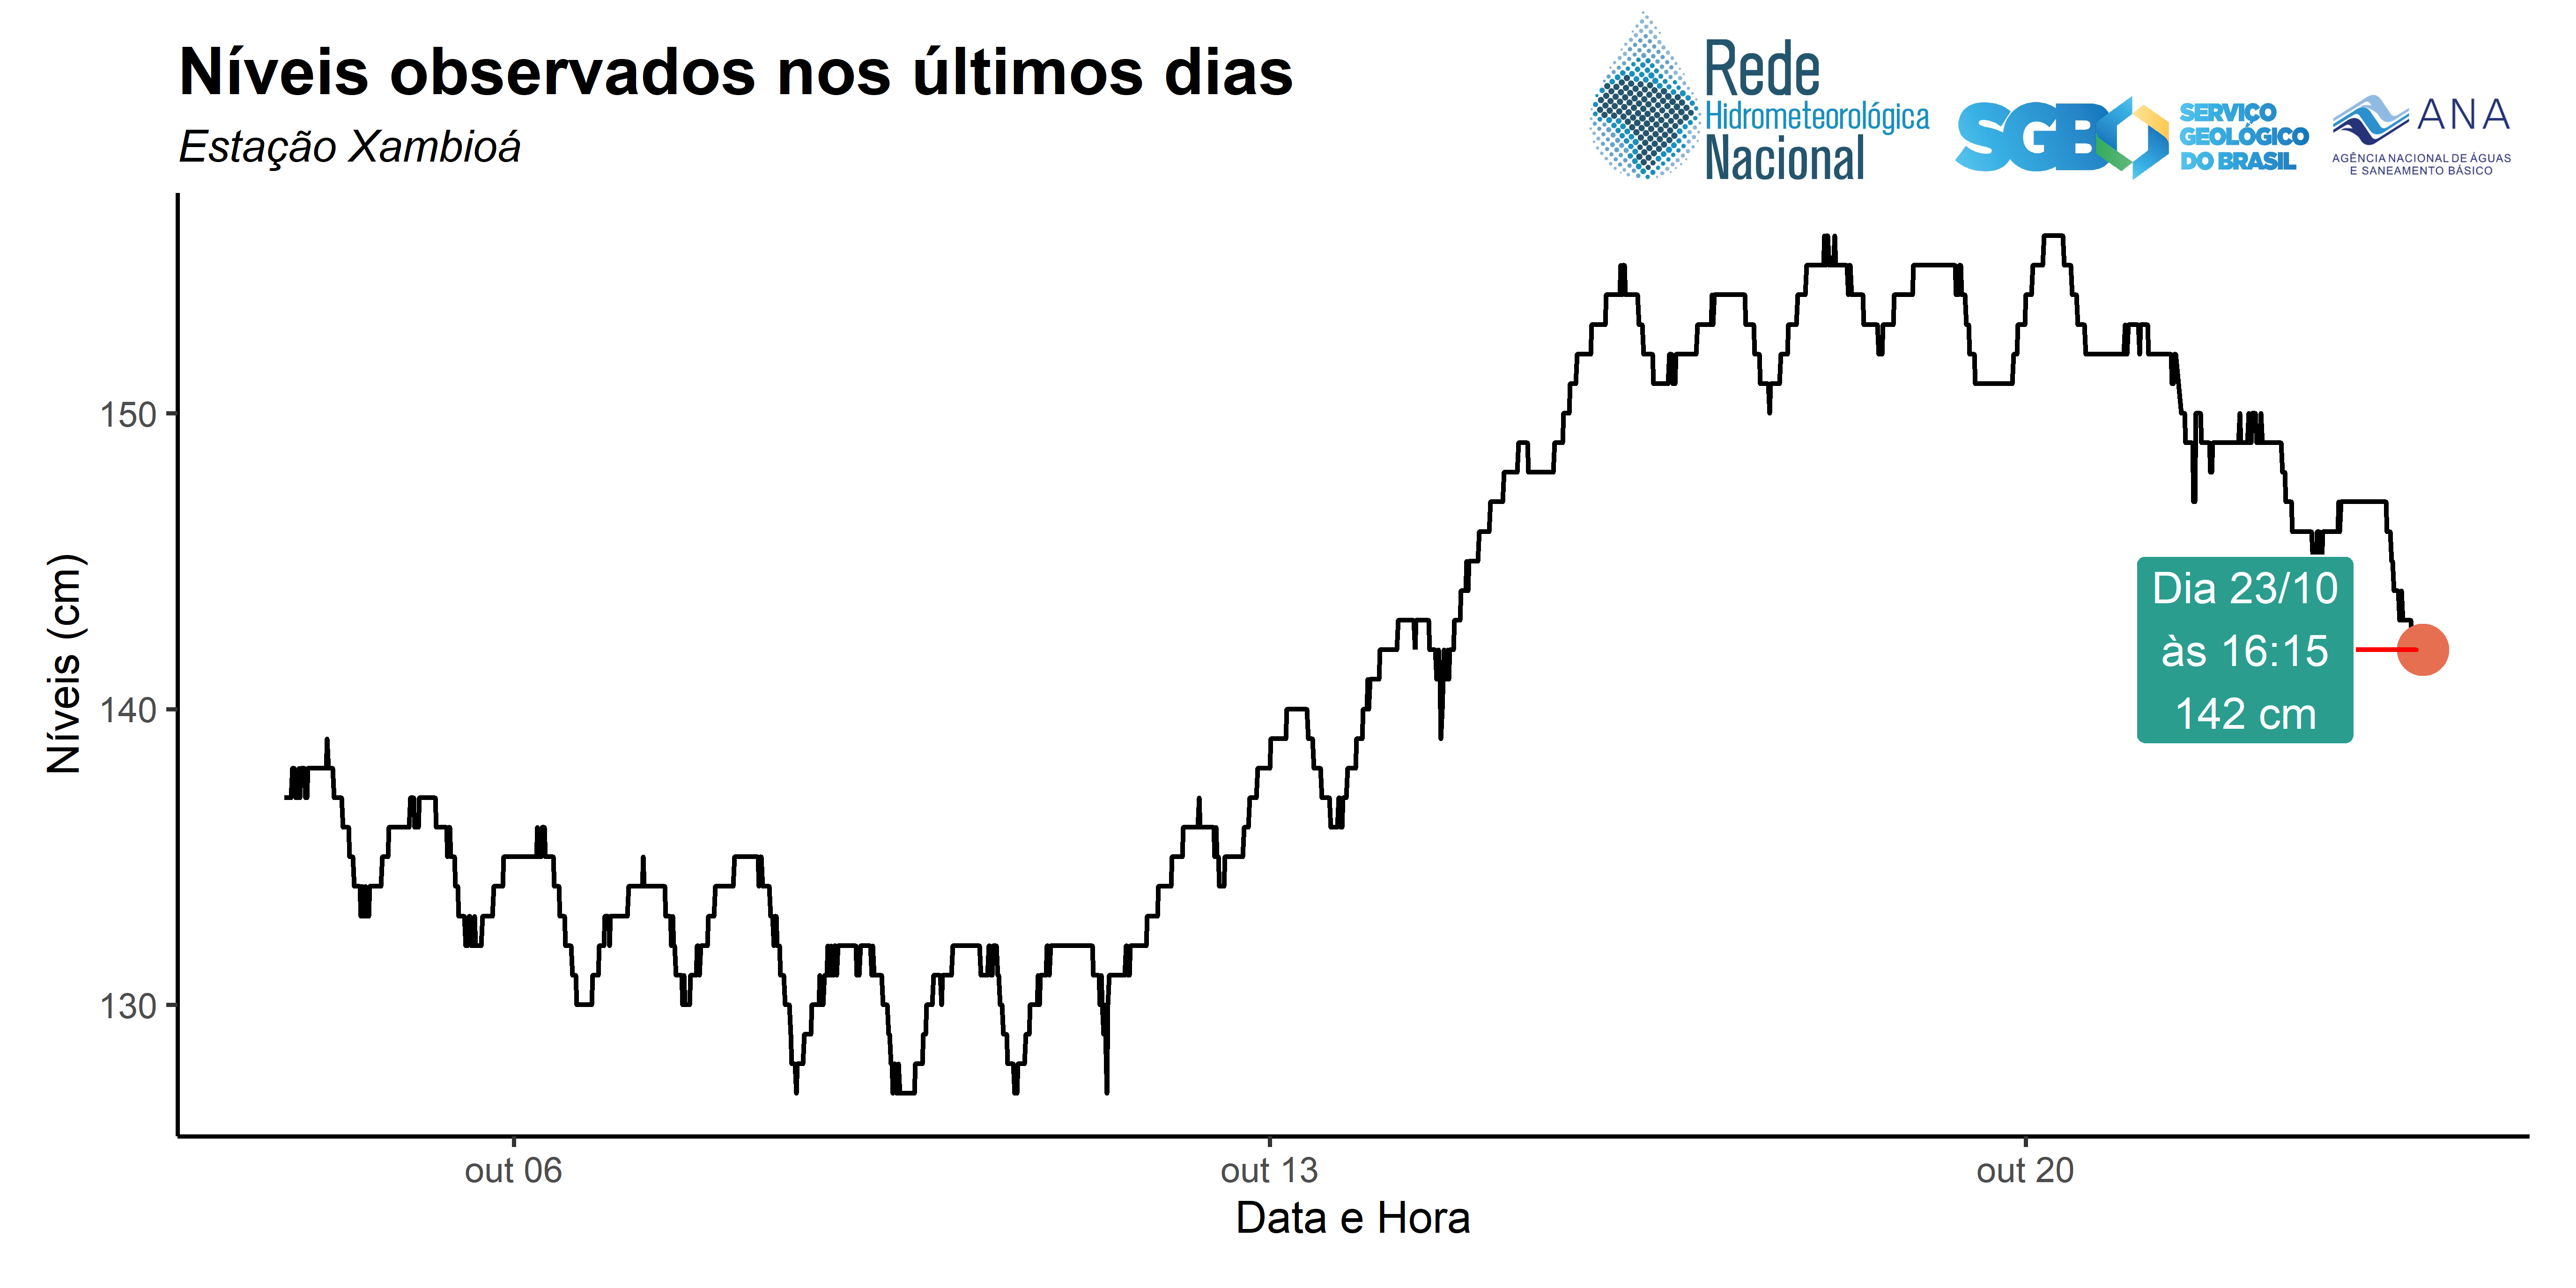 Níveis observados nos últimos dias
Estação Xambioá
Rede
Hidrometeorológica
Nacional
SGB
SERVIÇO
GEOLÓGICO
DO BRASIL
ANA
AGÊNCIA NACIONAL DE ÁGUAS
E SANEAMENTO BÁSICO
Níveis (cm)
150
140
130
Dia 23/10
às 16:15
142 cm
out 06
out 13
out 20
Data e Hora